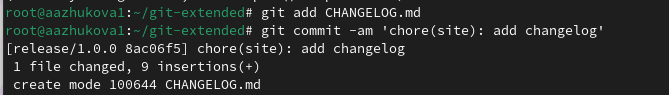 root@aazhukova1:~/git-extended# git add CHANGELOG.md
root@aazhukova1:~/git-extended# git commit -am 'chore(site): add changelog'
[release/1.0.0 8ac06f5] chore(site): add changelog
 1 file changed, 9 insertions(+)
 create mode 100644 CHANGELOG.md